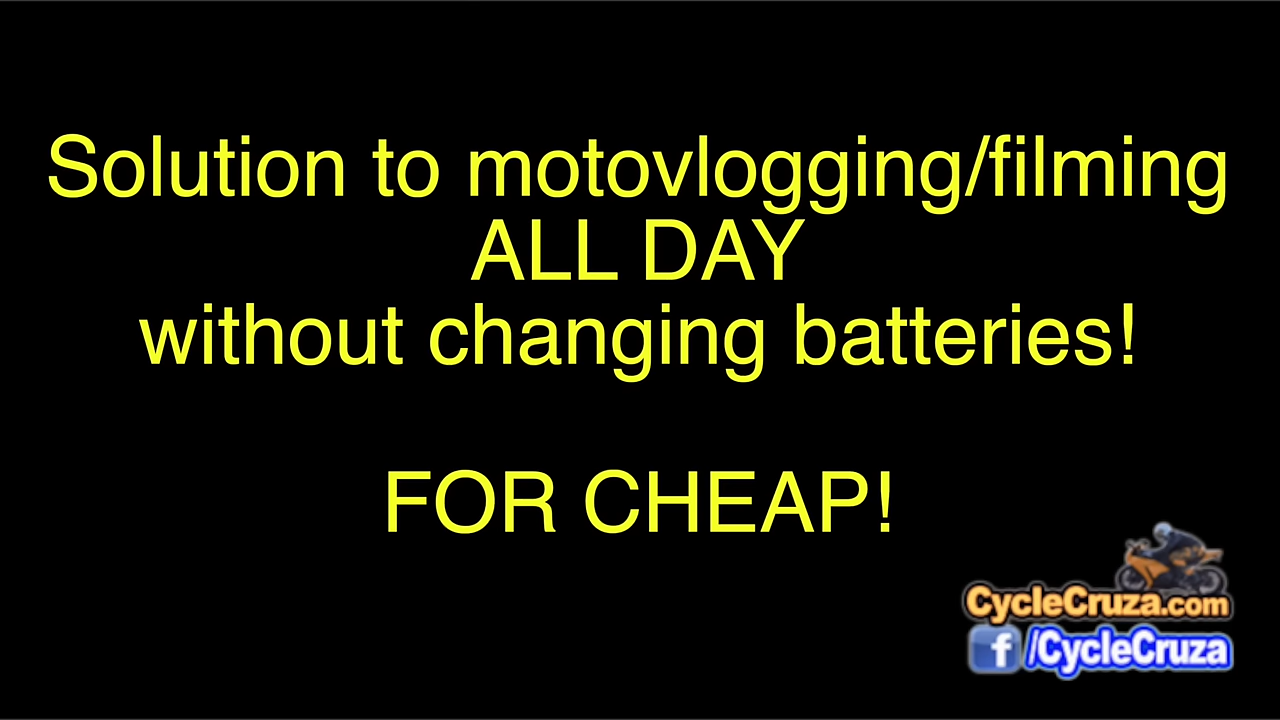 Solution to motovlogging/filming
ALL DAY
without changing batteries!
FOR CHEAP!
CycleCruza.com
f /CycleCruza